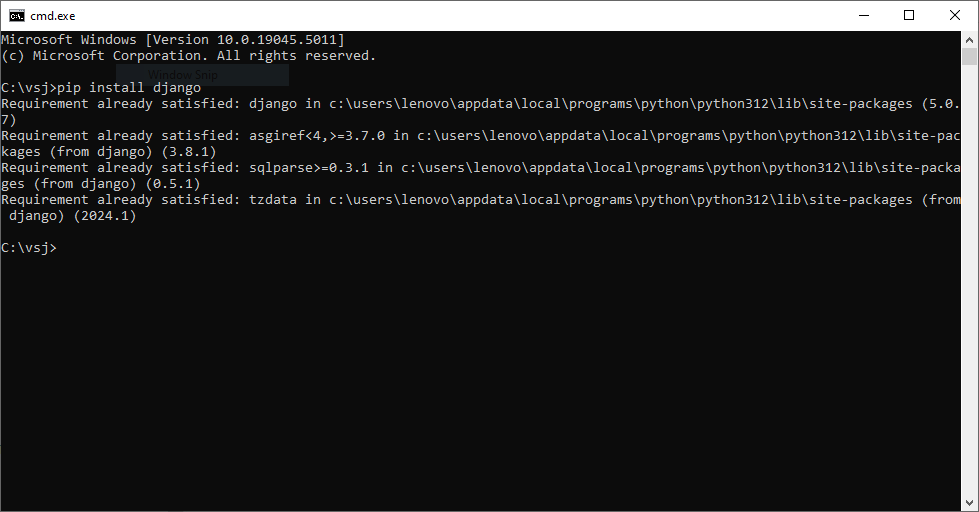 cmd.exe
Microsoft Windows [Version 10.0.19045.5011]
(c) Microsoft Corporation. All rights reserved.
Window Snip
C:\vsj>pip install django
Requirement already satisfied: django in c:\users\lenovo\appdata\local\programs\python\python312\lib\site-packages (5.0.
7)
Requirement already satisfied: asgiref<4,>=3.7.0 in c:\users\lenovo\appdata\local\programs\python\python312\lib\site-pac
kages (from django) (3.8.1)
Requirement already satisfied: sqlparse>=0.3.1 in c:\users\lenovo\appdata\local\programs\python\python312\lib\site-packa
ges (from django) (0.5.1)
Requirement already satisfied: tzdata in c:\users\lenovo\appdata\local\programs\python\python312\lib\site-packages (from
 django) (2024.1)
C:\vsj>